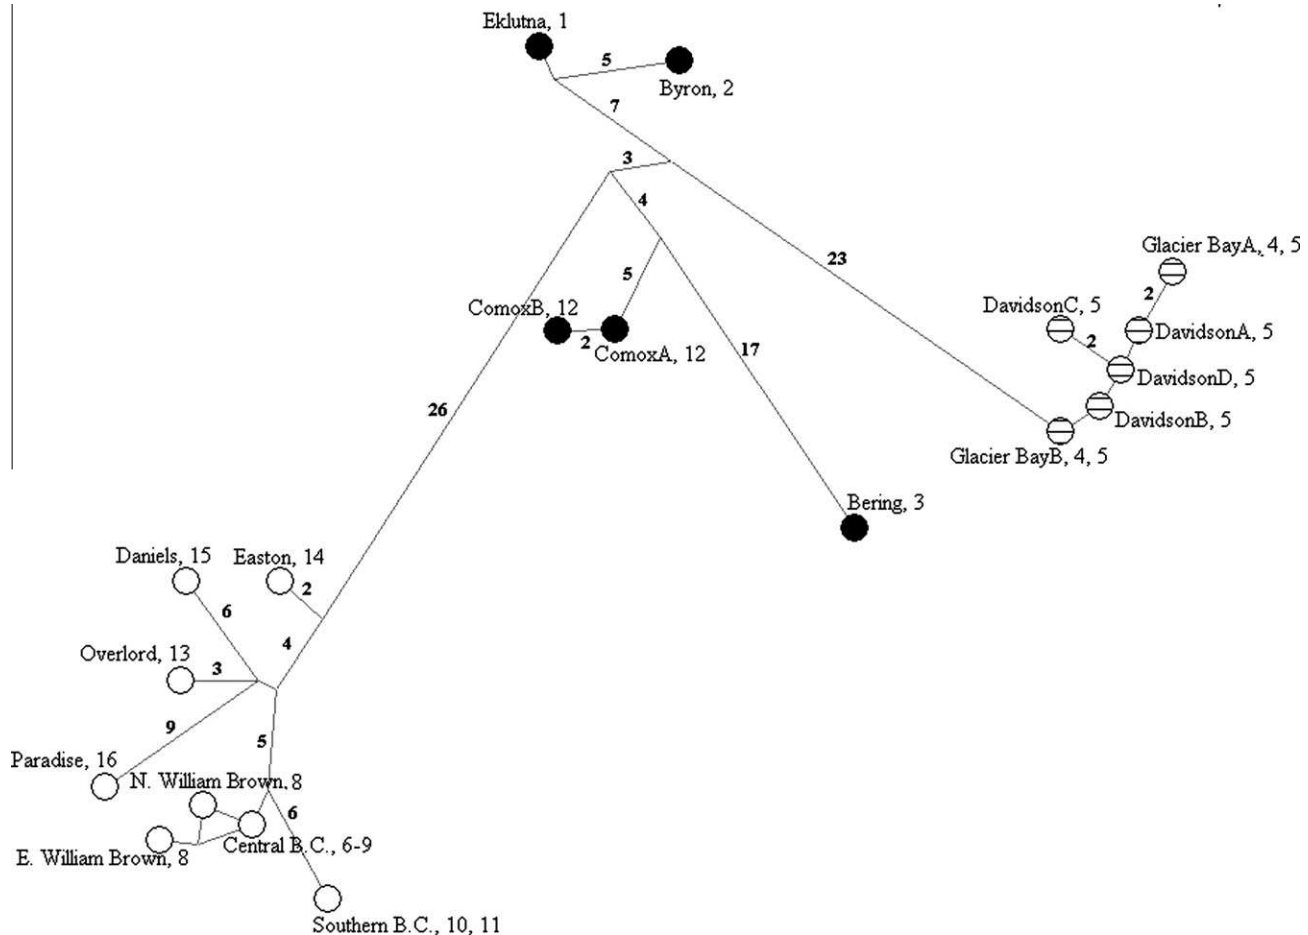 Eklutna, 1
5
Byron, 2
7
3
4
23
Glacier BayA, 4, 5
5
2
DavidsonC, 5
ComoxB, 12
2
DavidsonA, 5
2
ComoxA, 12
17
DavidsonD, 5
26
DavidsonB, 5
Glacier BayB, 4, 5
Bering, 3
Daniels, 15
Easton, 14
2
6
4
Overlord, 13
3
9
5
Paradise, 16
N. William Brown, 8
6
Central B.C., 6-9
E. William Brown, 8
Southern B.C., 10, 11